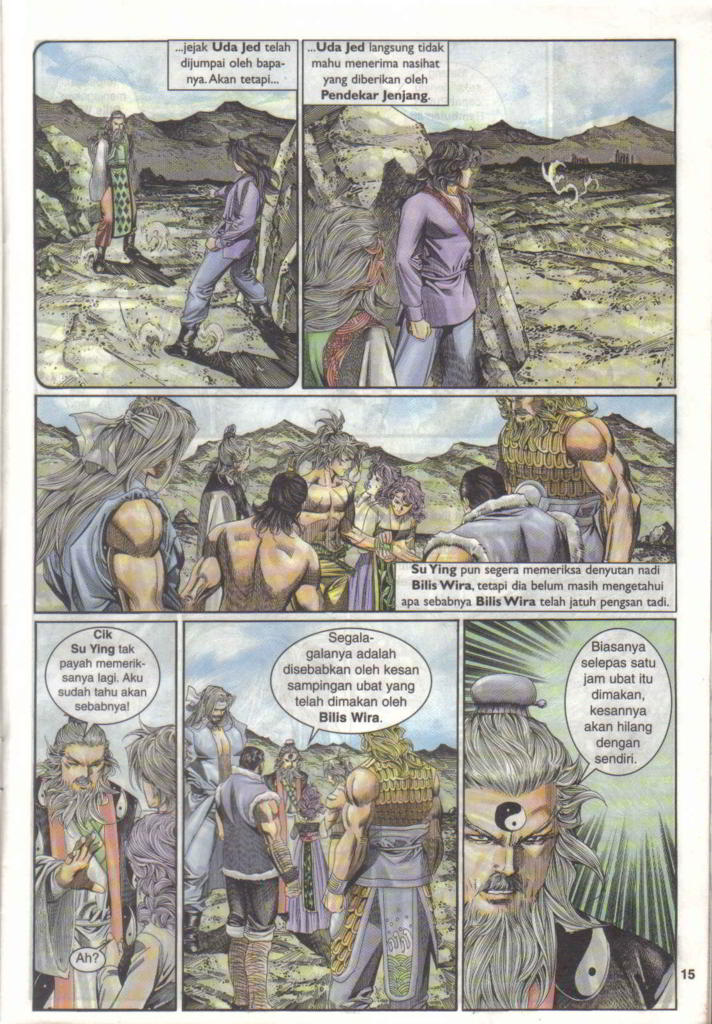 ...jejak Uda Jed telah
dijumpai oleh bapa-
nya. Akan tetapi...
...Uda Jed langsung tidak
mahu menerima nasihat
yang diberikan oleh
Pendekar Jenjang.
Su Ying pun segera memeriksa denyutan nadi
Bilis Wira, tetapi dia belum masih mengetahui
apa sebabnya Bilis Wira telah jatuh pengsan tadi.
Cik
Su Ying tak
payah memerik-
sanya lagi. Aku
sudah tahu akan
sebabnya!
Ah?
Segala-
galanya adalah
disebabkan oleh kesan
sampingan ubat yang
telah dimakan oleh
Bilis Wira.
Biasanya
selepas satu
jam ubat itu
dimakan,
kesannya
akan hilang
dengan
sendiri.
15